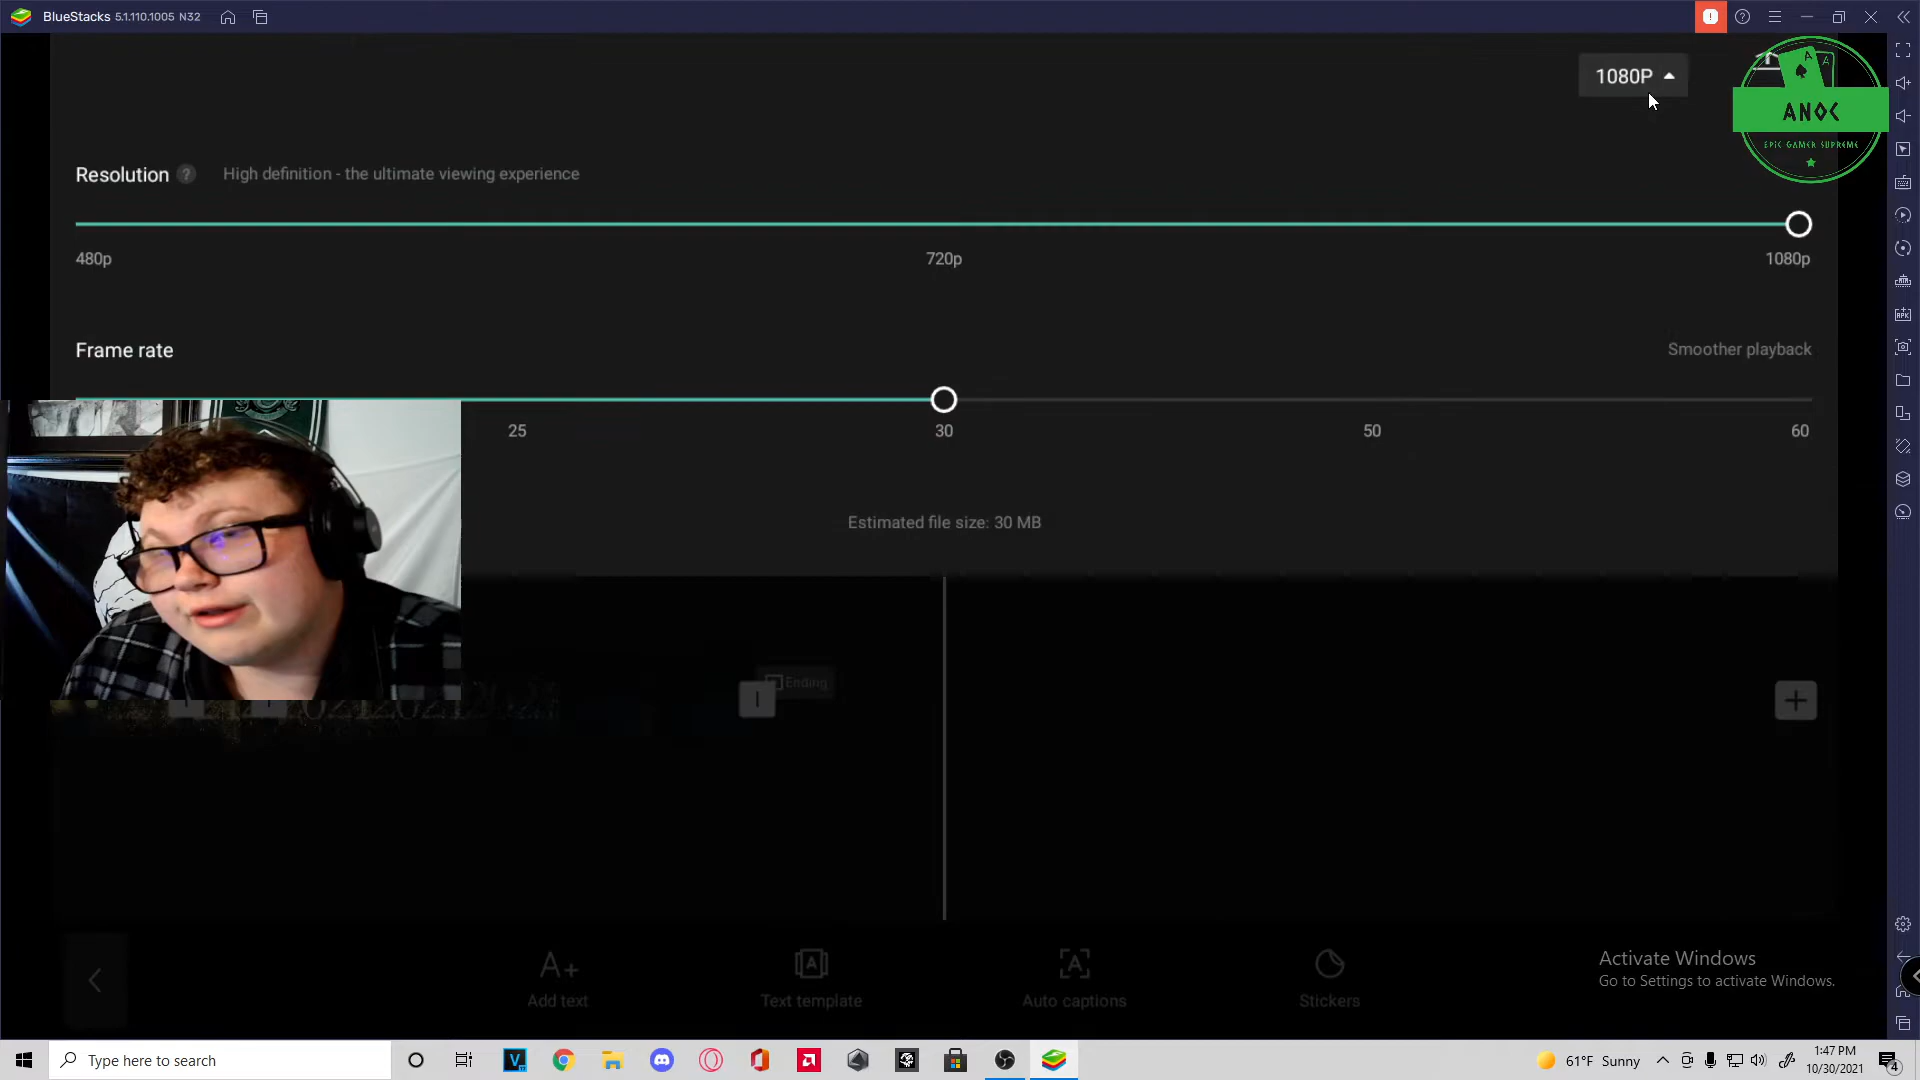 BlueStacks 5.1.110.1005 N32
1080P
ANOC
EPIC GAMER SUPREME
Resolution ? High definition - the ultimate viewing experience
480p 720p 1080p
Frame rate Smoother playback
25 30 50 60
Estimated file size: 30 MB
Ending
Add text Text template Auto captions Stickers
Activate Windows
Go to Settings to activate Windows.
Type here to search
61°F Sunny
1:47 PM
10/30/2021
4